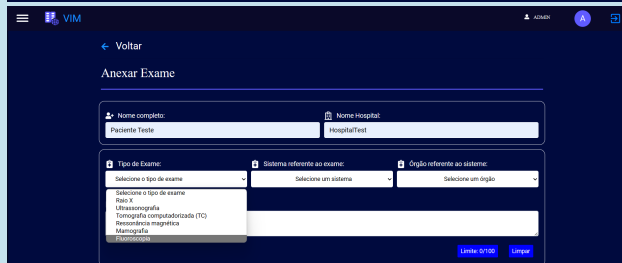 VIM
ADMIN
A
Voltar
Anexar Exame
Nome completo:
Nome Hospital:
Paciente Teste
HospitalTest
Tipo de Exame:
Sistema referente ao exame:
Órgão referente ao sisteme:
Selecione o tipo de exame
Selecione um sistema
Selecione um órgão
Selecione o tipo de exame
Raio X
Ultrassonografia
Tomografia computadorizada (TC)
Ressonância magnética
Mamografia
Fluoroscopia
Limite: 0/100
Limpar